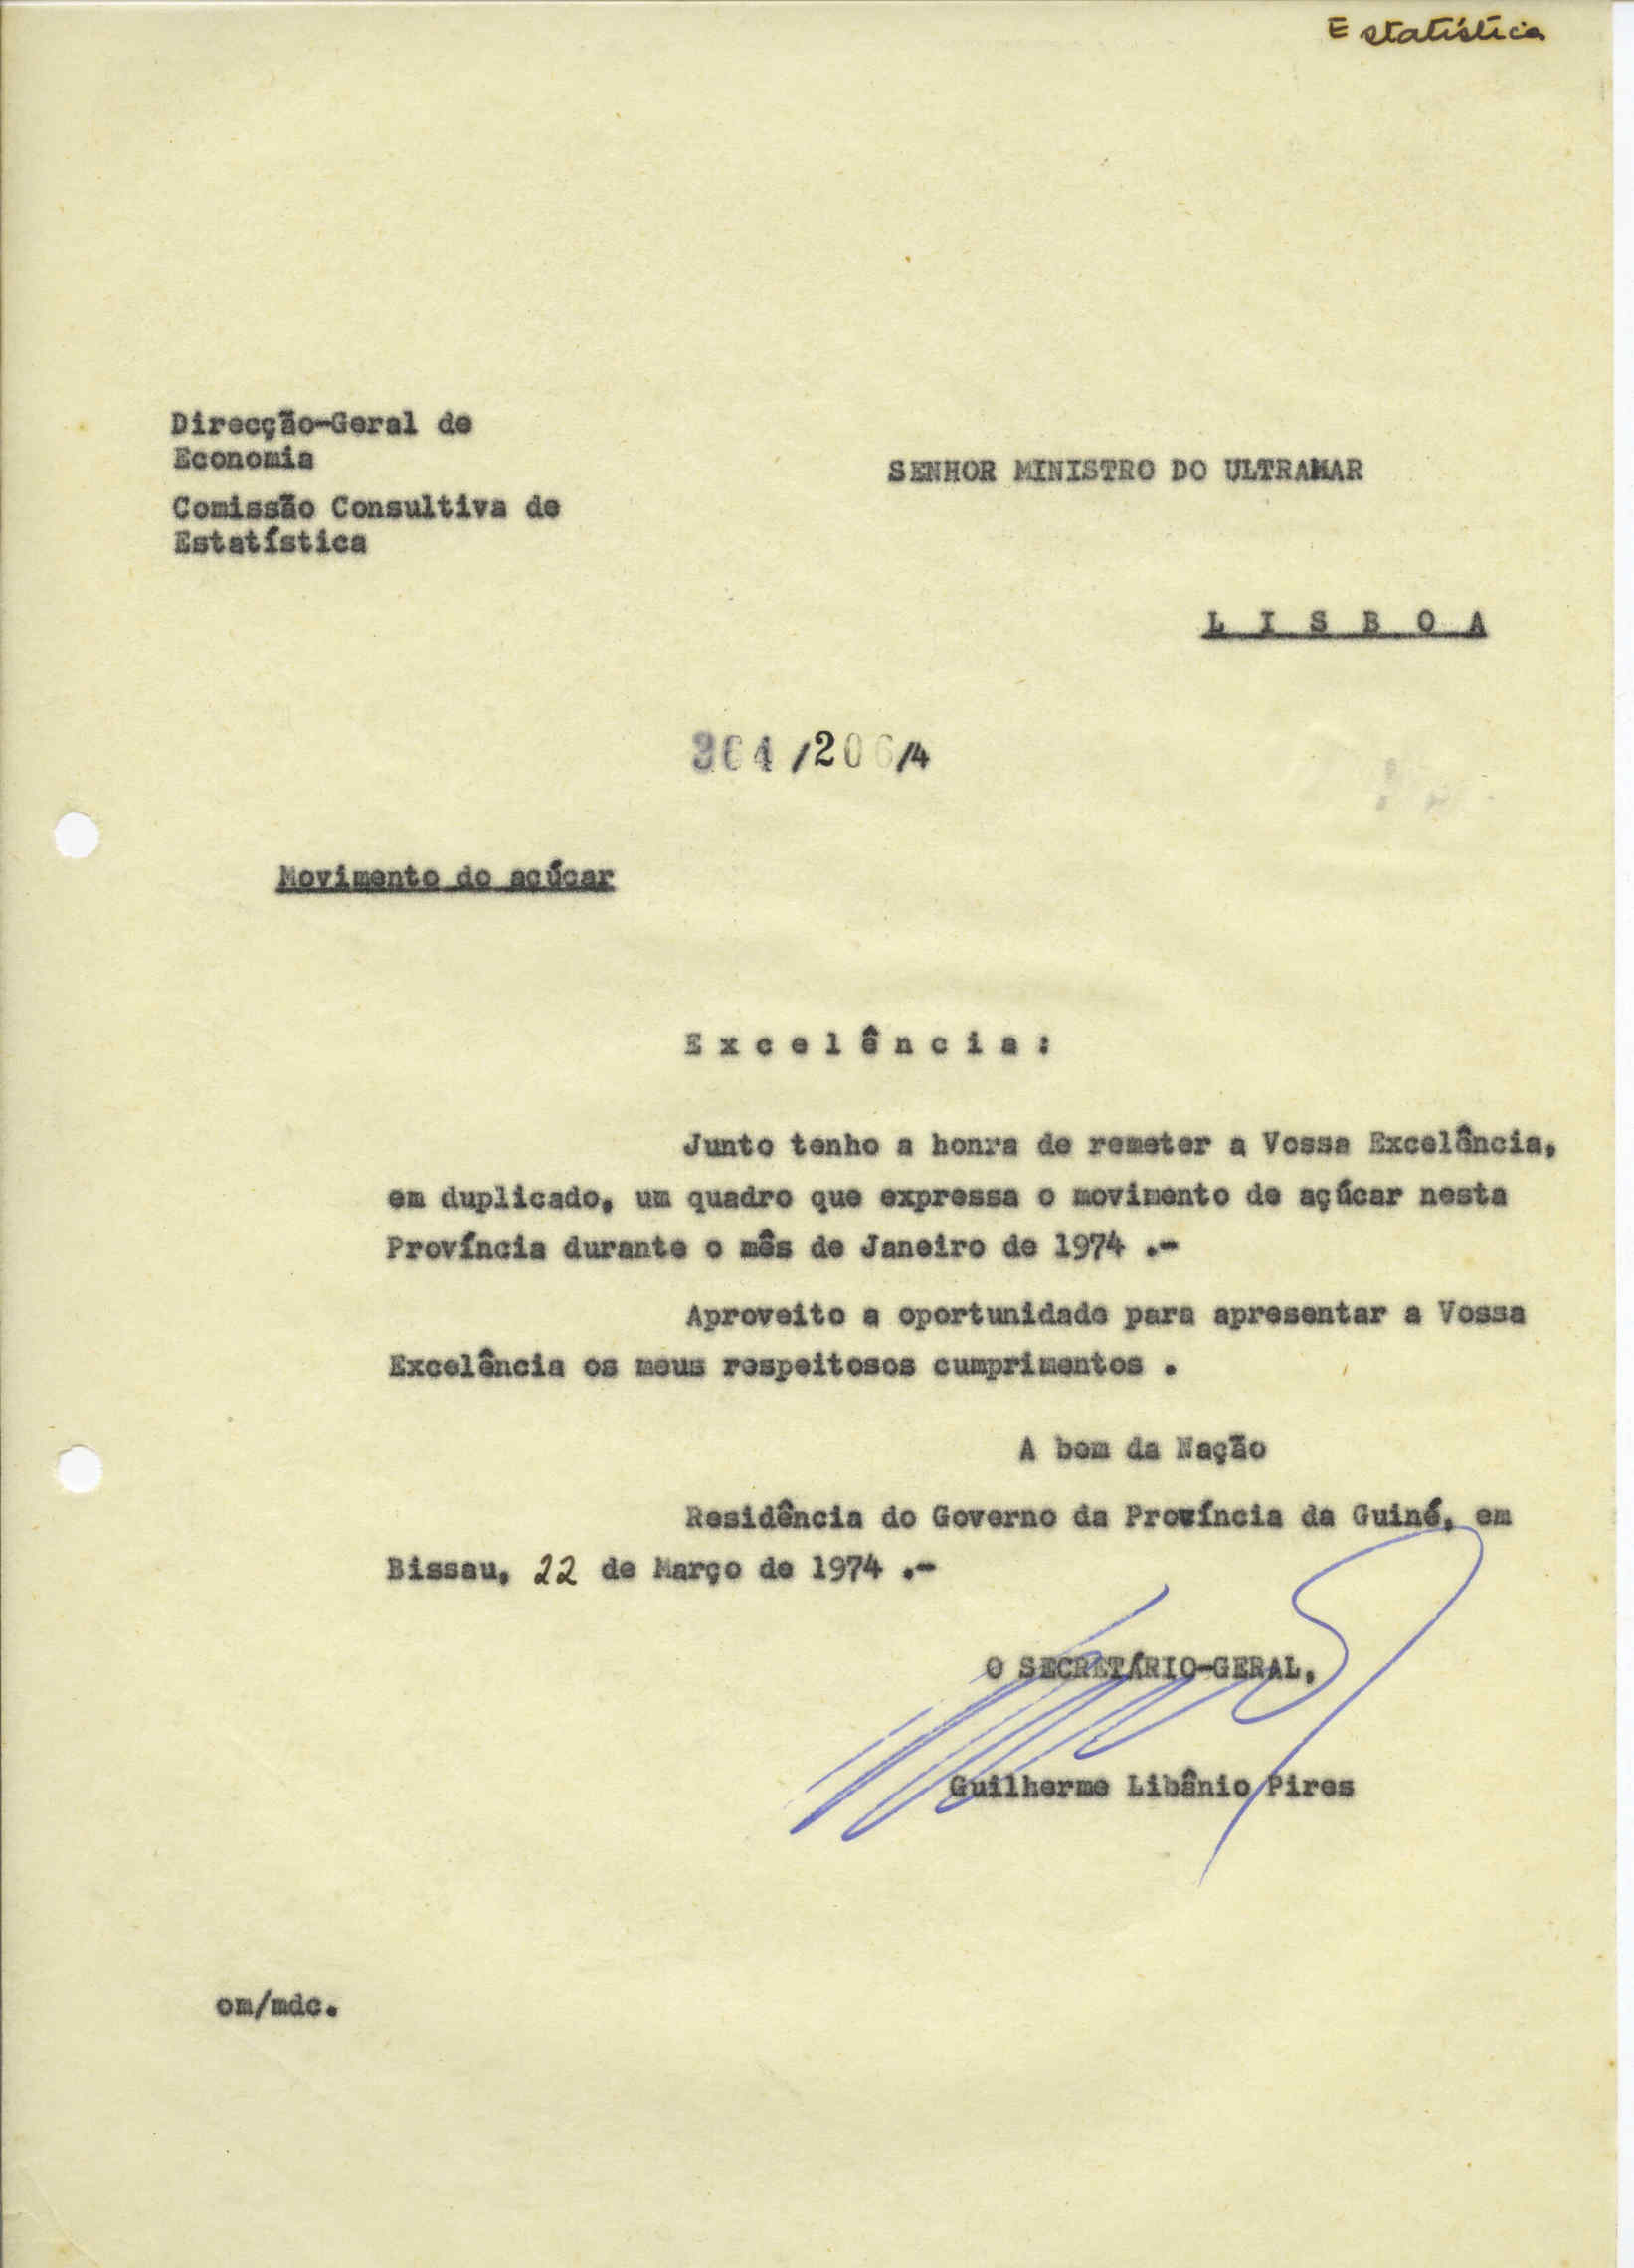 Estatística
Direcção-Geral de
Economia
Comissão Consultiva de
Estatística
SENHOR MINISTRO DO ULTRAMAR
L I S B O A
364/206/4
Movimento do açúcar
E x c e l ê n c i a :
Junto tenho a honra de remeter a Vossa Excelência,
em duplicado, um quadro que expressa o movimento de açúcar nesta
Província durante o mês de Janeiro de 1974 .-
Aproveito a oportunidade para apresentar a Vossa
Excelência os meus respeitosos cumprimentos .
A bem da Nação
Residência do Governo da Província da Guiné, em
Bissau, 22 de Março de 1974 .-
O SECRETÁRIO-GERAL,
Guilherme Libânio Pires
om/mdc.